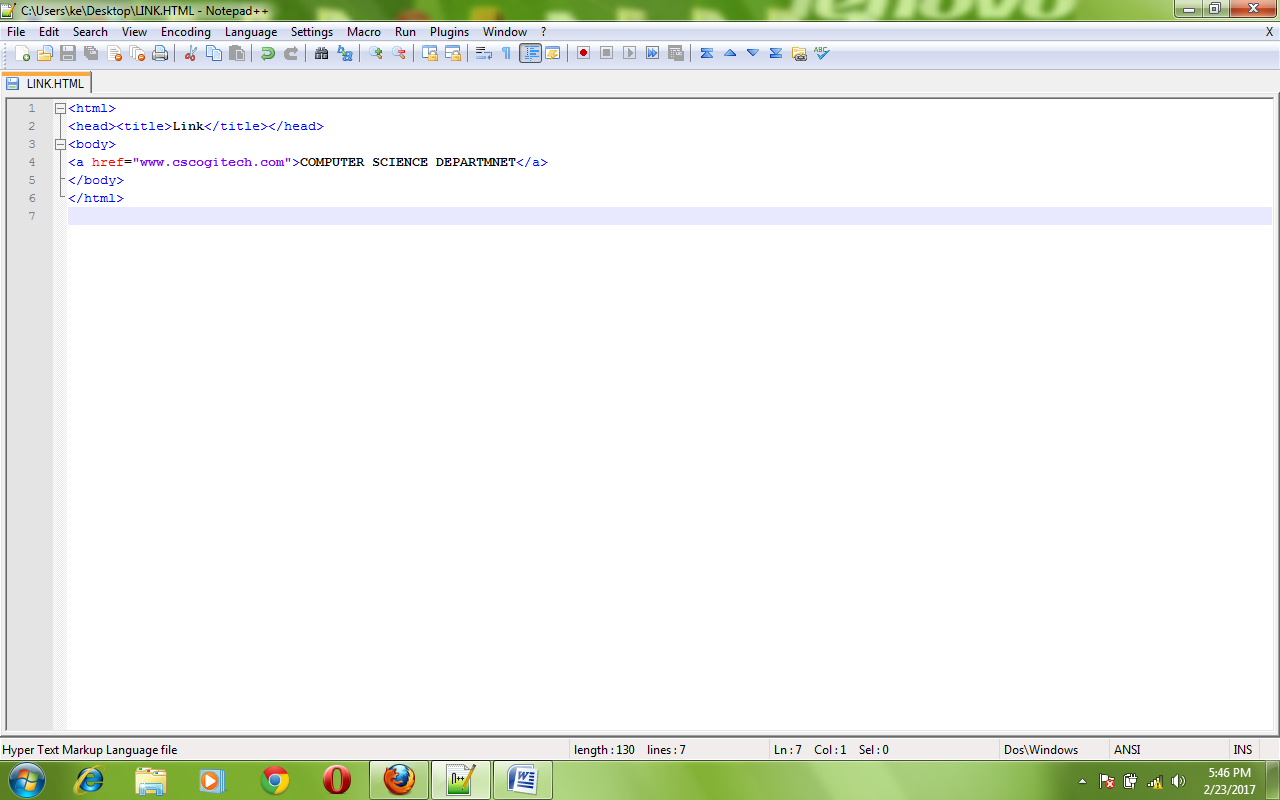 C:\Users\ke\Desktop\LINK.HTML - Notepad++
lenovo
File Edit Search View Encoding Language Settings Macro Run Plugins Window ? X
LINK.HTML
1 <html>
2 <head><title>Link</title></head>
3 <body>
4 <a href="www.cscogitech.com">COMPUTER SCIENCE DEPARTMNET</a>
5 </body>
6 </html>
7
Hyper Text Markup Language file length : 130 lines : 7 Ln : 7 Col : 1 Sel : 0 Dos\Windows ANSI INS
5:46 PM
2/23/2017